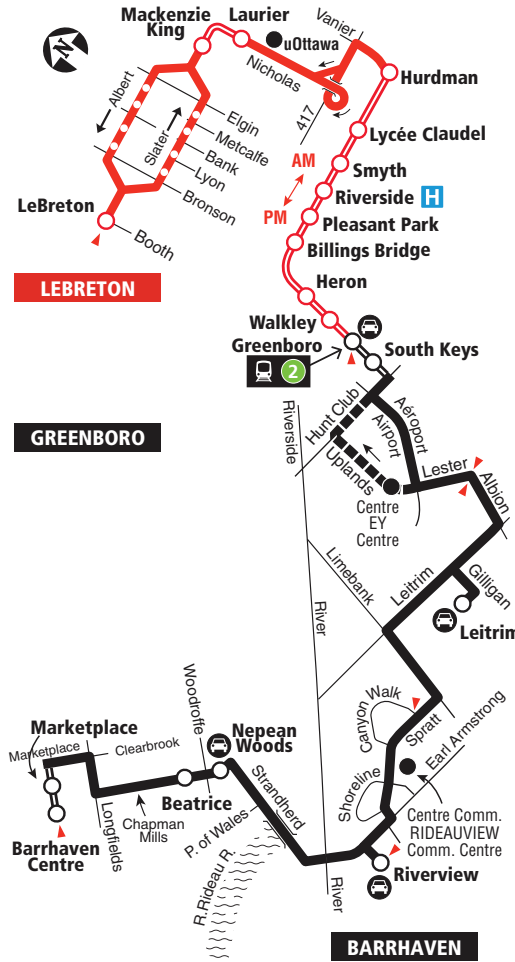 Mackenzie
King
Laurier
uOttawa
Vanier
N
Nicholas
Hurdman
417
Albert
Slater
Elgin
Metcalfe
Bank
Lyon
Bronson
Lycée Claudel
AM
Smyth
Riverside H
PM
Pleasant Park
LeBreton
Booth
Billings Bridge
LEBRETON
Heron
Walkley
Greenboro
2
South Keys
GREENBORO
Riverside
Hunt Club
Airport
Aéroport
Uplands
Lester
Albion
Centre
EY
Centre
Limebank
Leitrim
Gilligan
Leitrim
River
Canyon Walk
Spratt
Earl Armstrong
Shoreline
Centre Comm.
RIDEAUVIEW
Comm. Centre
Riverview
River
Woodroffe
Nepean
Woods
Marketplace
Marketplace
Clearbrook
Strandherd
Beatrice
Chapman
Mills
Longfields
P. of Wales
R.Rideau R.
Barrhaven
Centre
BARRHAVEN